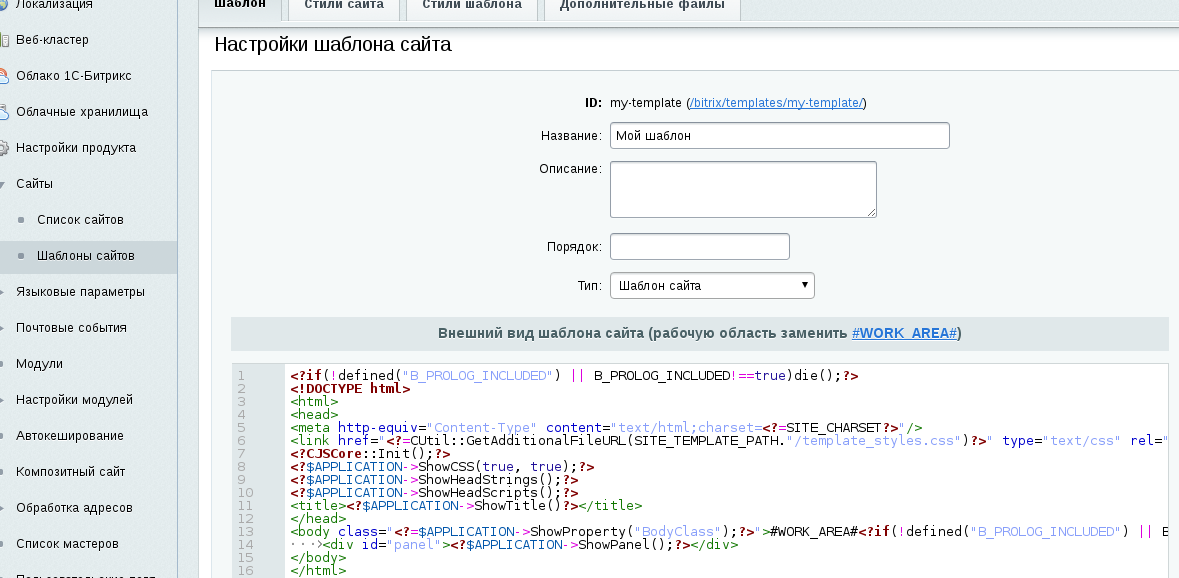 Локализация
Веб-кластер
Облако 1С-Битрикс
Облачные хранилища
Настройки продукта
Сайты
Список сайтов
Шаблоны сайтов
Языковые параметры
Почтовые события
Модули
Настройки модулей
Автокеширование
Композитный сайт
Обработка адресов
Список мастеров
Шаблон
Стили сайта
Стили шаблона
Дополнительные файлы
Настройки шаблона сайта
ID: my-template (/bitrix/templates/my-template/)
Название: Мой шаблон
Описание:
Порядок:
Тип: Шаблон сайта
Внешний вид шаблона сайта (рабочую область заменить #WORK_AREA#)
1 <?if(!defined("B_PROLOG_INCLUDED") || B_PROLOG_INCLUDED!==true)die();?>
2 <!DOCTYPE html>
3 <html>
4 <head>
5 <meta http-equiv="Content-Type" content="text/html;charset=<?=SITE_CHARSET?>"/>
6 <link href="<?=CUtil::GetAdditionalFileURL(SITE_TEMPLATE_PATH."/template_styles.css")?>" type="text/css" rel="
7 <?CJSCore::Init();?>
8 <?$APPLICATION->ShowCSS(true, true);?>
9 <?$APPLICATION->ShowHeadStrings();?>
10 <?$APPLICATION->ShowHeadScripts();?>
11 <title><?$APPLICATION->ShowTitle()?></title>
12 </head>
13 <body class="<?=$APPLICATION->ShowProperty("BodyClass");?>">#WORK_AREA#<?if(!defined("B_PROLOG_INCLUDED") || B
14 <div id="panel"><?$APPLICATION->ShowPanel();?></div>
15 </body>
16 </html>